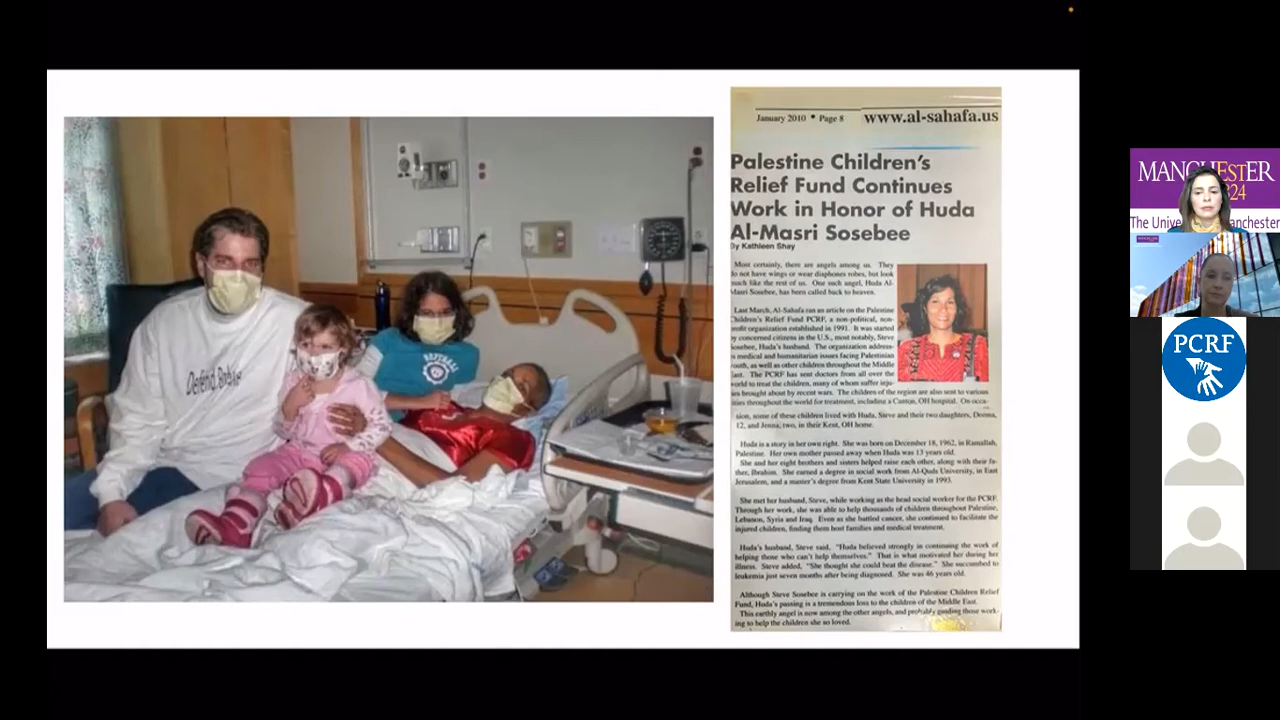 Defend
January 2010 • Page 8 www.al-sahafa.us
Palestine Children's
Relief Fund Continues
Work in Honor of Huda
Al-Masri Sosebee
By Kathleen Shay
Most certainly, there are angels among us. They
do not have wings or wear diaphones robes, but look
much like the rest of us. One such angel, Huda Al-
Masri Sosebee, has been called back to heaven.
Last March, Al-Sahafa ran an article on the Palestine
Children's Relief Fund PCRF, a non-political, non-
profit organization established in 1991. It was started
by concerned citizens in the U.S., most notably, Steve
Sosebee, Huda's husband. The organization address-
es medical and humanitarian issues facing Palestinian
youth, as well as other children throughout the Middle
East. The PCRF has sent doctors from all over the
world to treat the children, many of whom suffer inju-
ies brought about by recent wars. The children of the region are also sent to various
cities throughout the world for treatment, including a Canton, OH hospital. On occa-
sion, some of these children lived with Huda, Steve and their two daughters, Deema,
12, and Jenna, two, in their Kent, OH home.
Huda is a story in her own right. She was born on December 18, 1962, in Ramallah,
Palestine. Her own mother passed away when Huda was 13 years old.
She and her eight brothers and sisters helped raise each other, along with their fa-
ther, Ibrahim. She earned a degree in social work from Al-Quds University, in East
Jerusalem, and a master's degree from Kent State University in 1993.
She met her husband, Steve, while working as the head social worker for the PCRF.
Through her work, she was able to help thousands of children throughout Palestine,
Lebanon, Syria and Iraq. Even as she battled cancer, she continued to facilitate the
injured children, finding them host families and medical treatment.
Huda's husband, Steve said, "Huda believed strongly in continuing the work of
helping those who can't help themselves." That is what motivated her during her
illness. Steve added, "She thought she could beat the disease." She succumbed to
leukemia just seven months after being diagnosed. She was 46 years old.
Although Steve Sosebee is carrying on the work of the Palestine Children Relief
Fund, Huda's passing is a tremendous loss to the children of the Middle East.
This earthly angel is now among the other angels, and probably guiding those work-
ing to help the children she so loved.
MANCHESTER
1824
The University of Manchester
PCRF